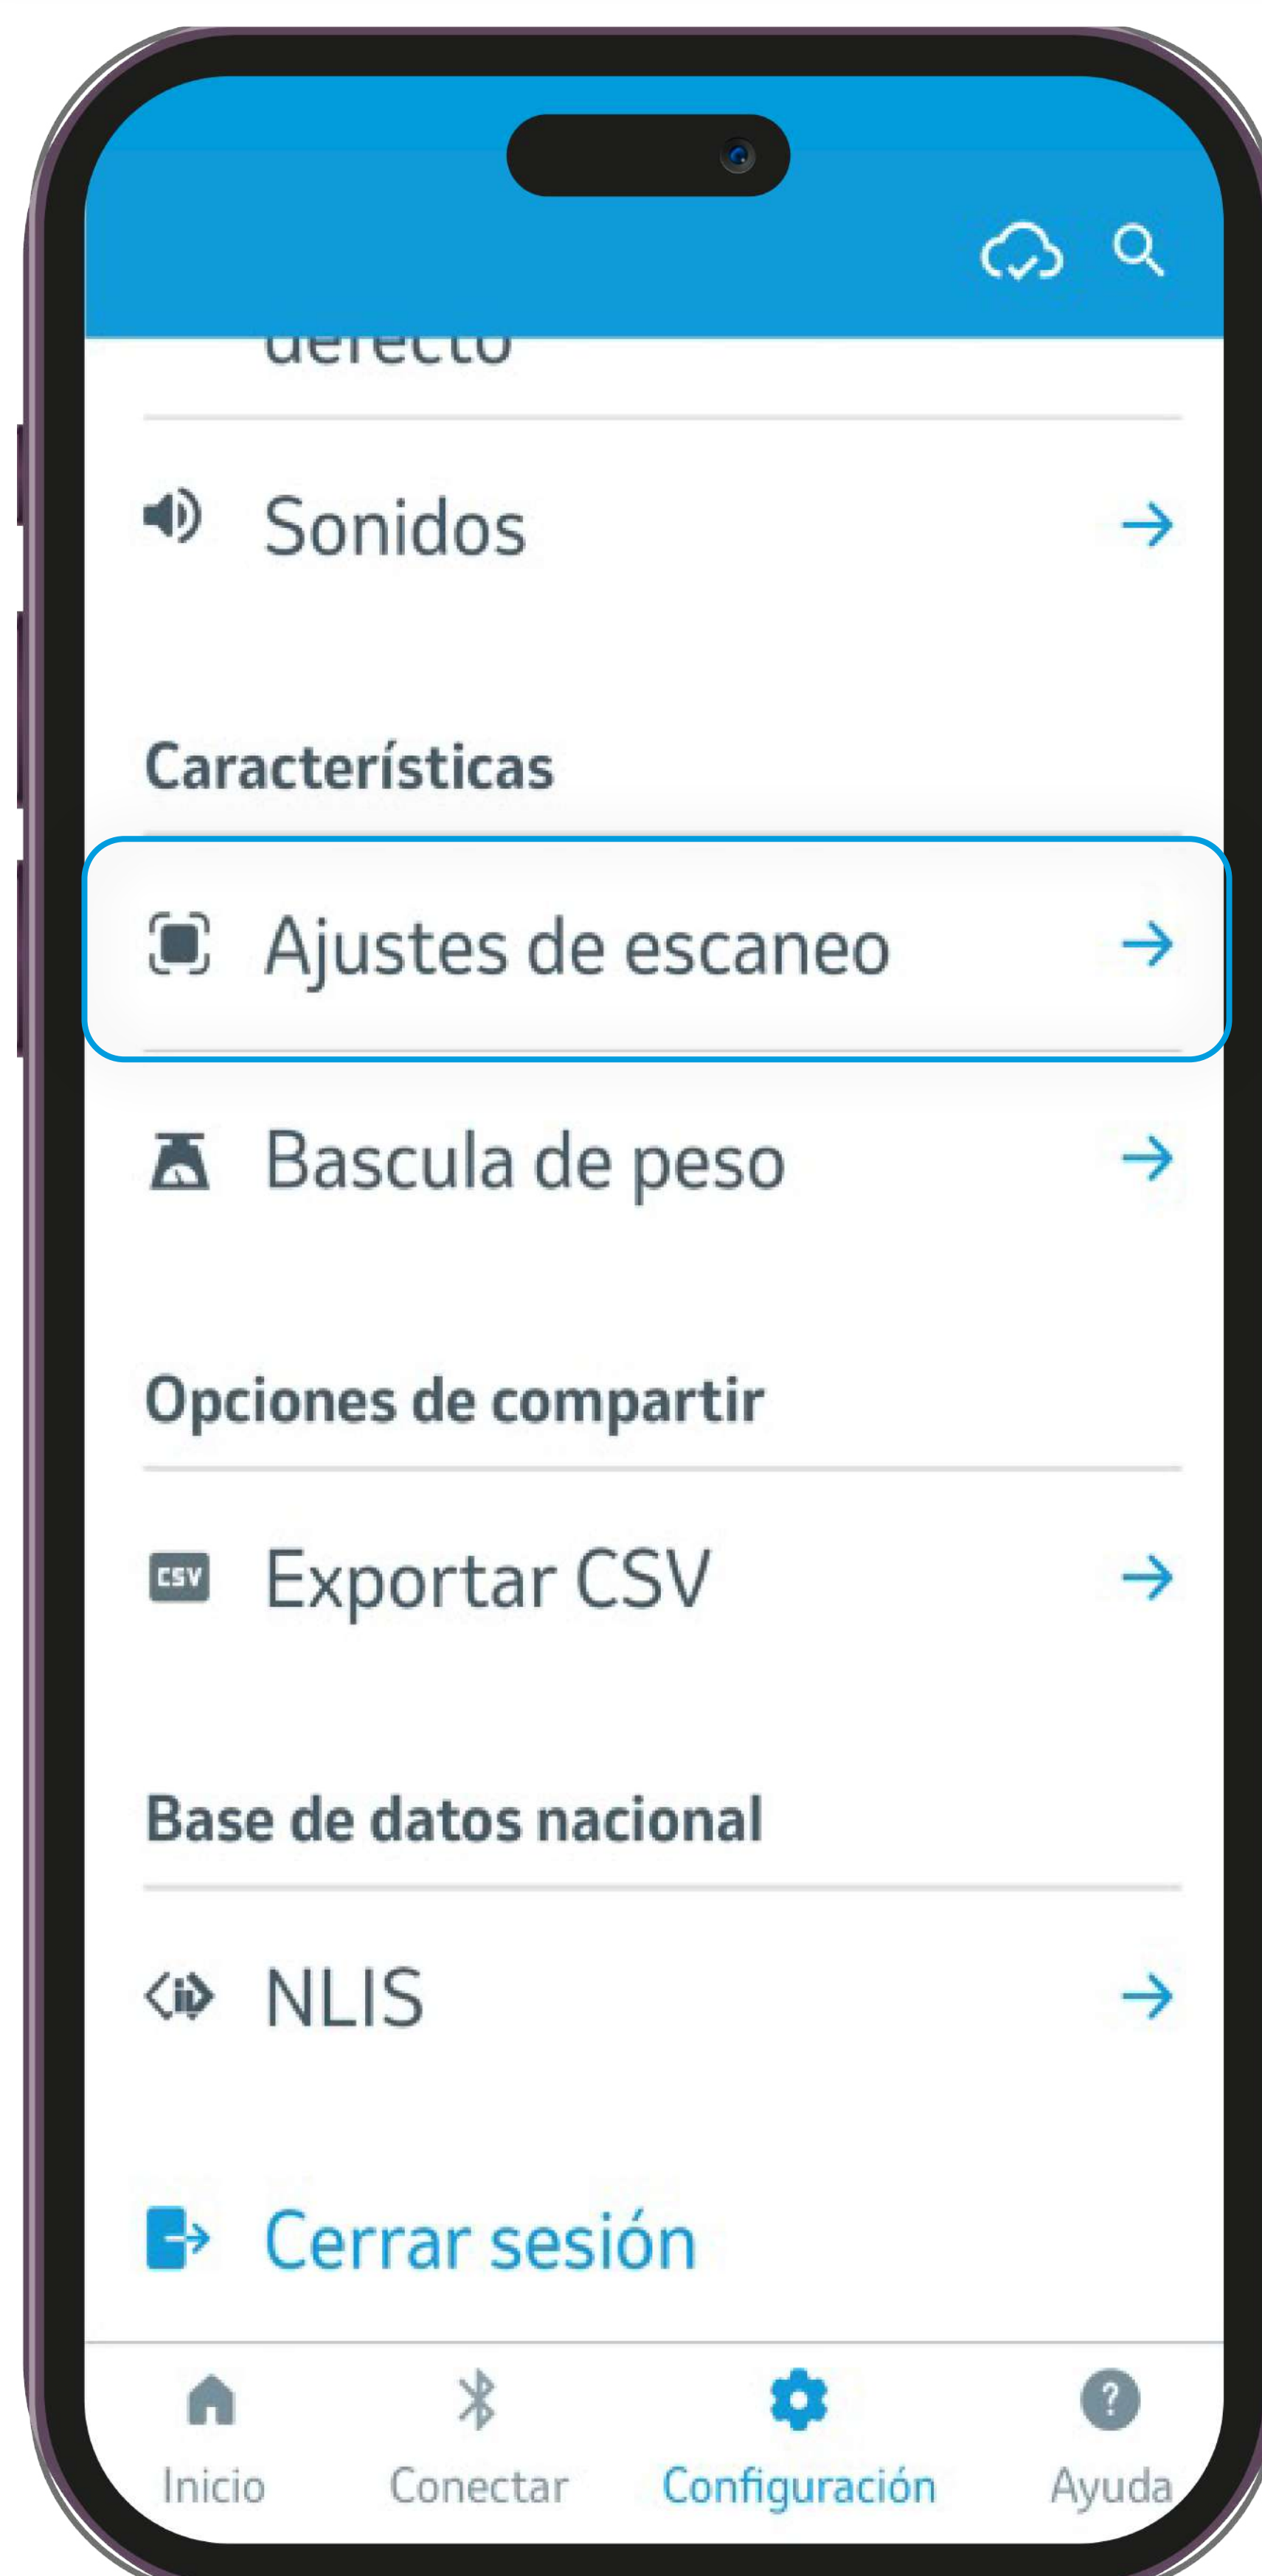 defecto
Sonidos
Características
Ajustes de escaneo
Bascula de peso
Opciones de compartir
CSV Exportar CSV
Base de datos nacional
NLIS
Cerrar sesión
Inicio Conectar Configuración Ayuda